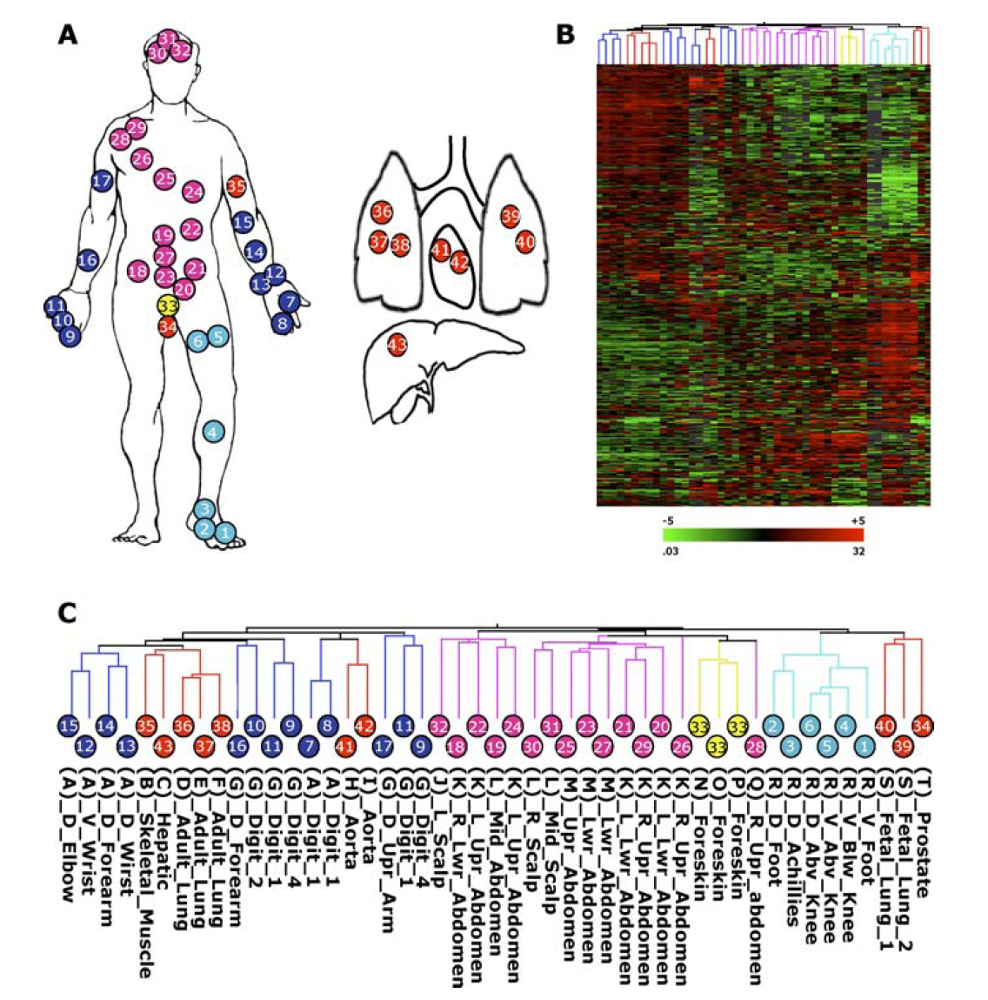 A
B
31
30 32
29
28
26
17 25 24 35
15
19 22
16 14
27
18 21 12
23 13
20
11 33 7
10 34 8
9 6 5
4
3
2 1
36 39
37 38 40
41
42
43
-5 +5
.03 32
C
15 14 35 36 38 10 9 8 42 11 32 22 24 31 23 21 20 33 33 2 6 4 40 34
12 13 43 37 16 11 7 41 17 9 18 19 30 25 27 29 26 33 28 3 5 1 39
(A)_D_Elbow
(A)_V_Wrist
(A)_D_Forearm
(A)_D_Wirst
(B)_Skeletal_Muscle
(C)_Hepatic
(D)_Adult_Lung
(E)_Adult_Lung
(F)_Adult_Lung
(G)_D_Forearm
(G)_Digit_2
(G)_Digit_1
(G)_Digit_4
(A)_Digit_1
(A)_Digit_1
(H)_Aorta
(I)_Aorta
(G)_D_Upr_Arm
(G)_Digit_1
(G)_Digit_4
(J)_L_Scalp
(K)_R_Lwr_Abdomen
(K)_L_Upr_Abdomen
(L)_Mid_Abdomen
(K)_L_Upr_Abdomen
(L)_R_Scalp
(L)_Mid_Scalp
(M)_Upr_Abdomen
(M)_Lwr_Abdomen
(M)_Lwr_Abdomen
(K)_L_Lwr_Abdomen
(K)_R_Upr_Abdomen
(K)_L_Lwr_Abdomen
(K)_R_Upr_Abdomen
(N)_Foreskin
(O)_Foreskin
(P)_Foreskin
(Q)_R_Upr_abdomen
(R)_D_Foot
(R)_D_Achillies
(R)_D_Abv_Knee
(R)_V_Abv_Knee
(R)_V_Blw_Knee
(R)_V_Foot
(S)_Fetal_Lung_1
(S)_Fetal_Lung_2
(T)_Prostate